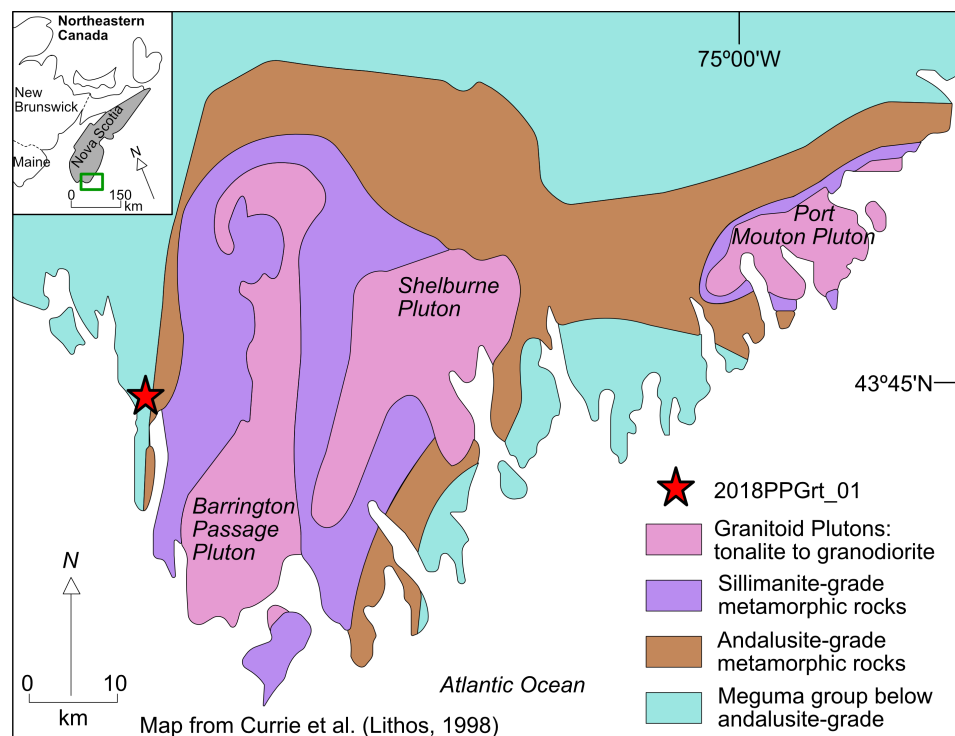 Northeastern
Canada
New
Brunswick
Nova Scotia
Maine
N
0 150
km
75º00'W
Port
Mouton Pluton
Shelburne
Pluton
43º45'N
Barrington
Passage
Pluton
2018PPGrt_01
Granitoid Plutons:
tonalite to granodiorite
Sillimanite-grade
metamorphic rocks
Andalusite-grade
metamorphic rocks
Meguma group below
andalusite-grade
N
0 10
km
Atlantic Ocean
Map from Currie et al. (Lithos, 1998)